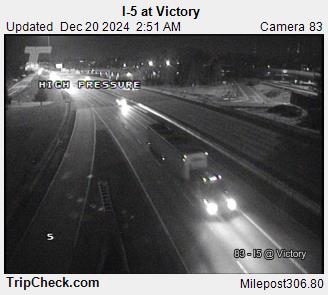 I-5 at Victory
Updated  Dec 20 2024  2:51 AM
Camera 83
HIGH PRESSURE
S
83 - I5 @ Victory
TripCheck.com
Milepost306.80